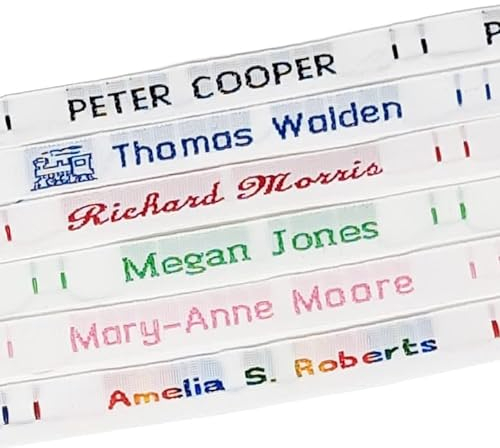 PETER COOPER P
Thomas Walden
Richard Morris
Megan Jones
Mary-Anne Moore
Amelia S. Roberts